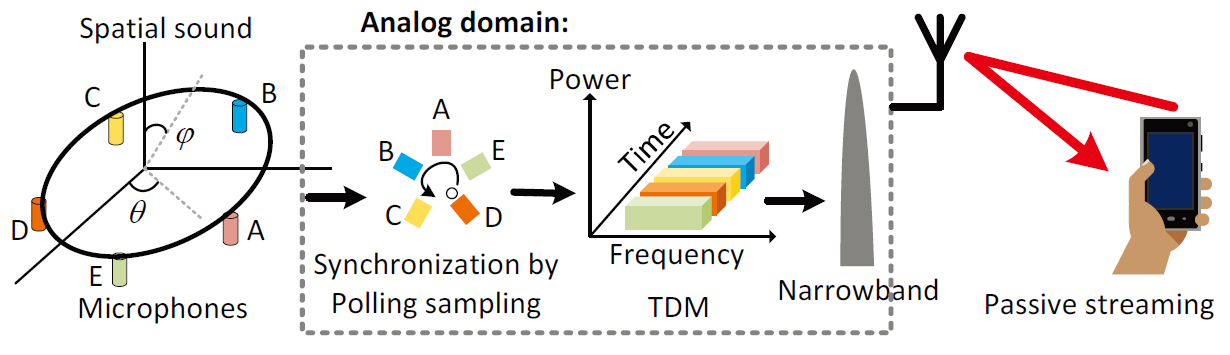 Analog domain:
Spatial sound
C
B
φ
θ
D
A
E
Microphones
A
B
E
C
D
Synchronization by
Polling sampling
Power
Time
Frequency
TDM
Narrowband
Passive streaming